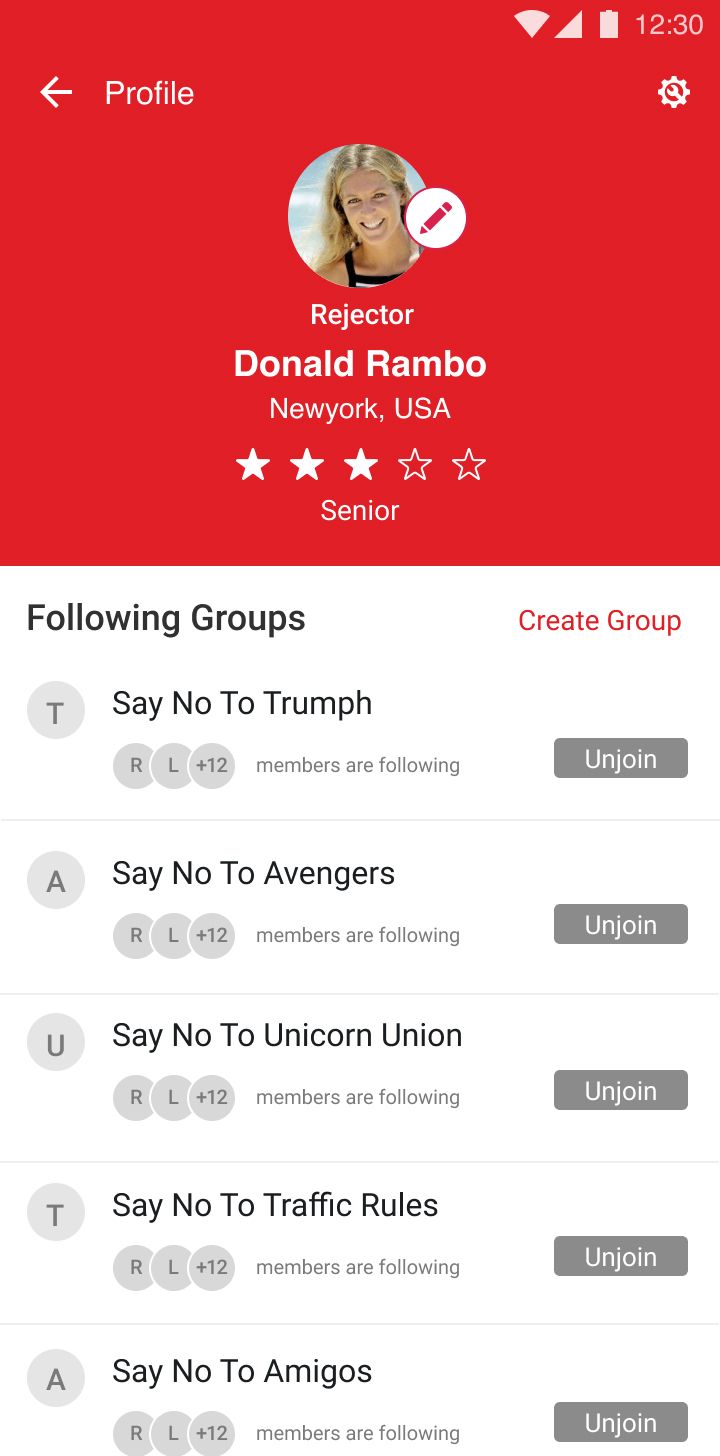 12:30
Profile
Rejector
Donald Rambo
Newyork, USA
Senior
Following Groups
Create Group
T
Say No To Trumph
R L +12 members are following
Unjoin
A
Say No To Avengers
R L +12 members are following
Unjoin
U
Say No To Unicorn Union
R L +12 members are following
Unjoin
T
Say No To Traffic Rules
R L +12 members are following
Unjoin
A
Say No To Amigos
R L +12 members are following
Unjoin